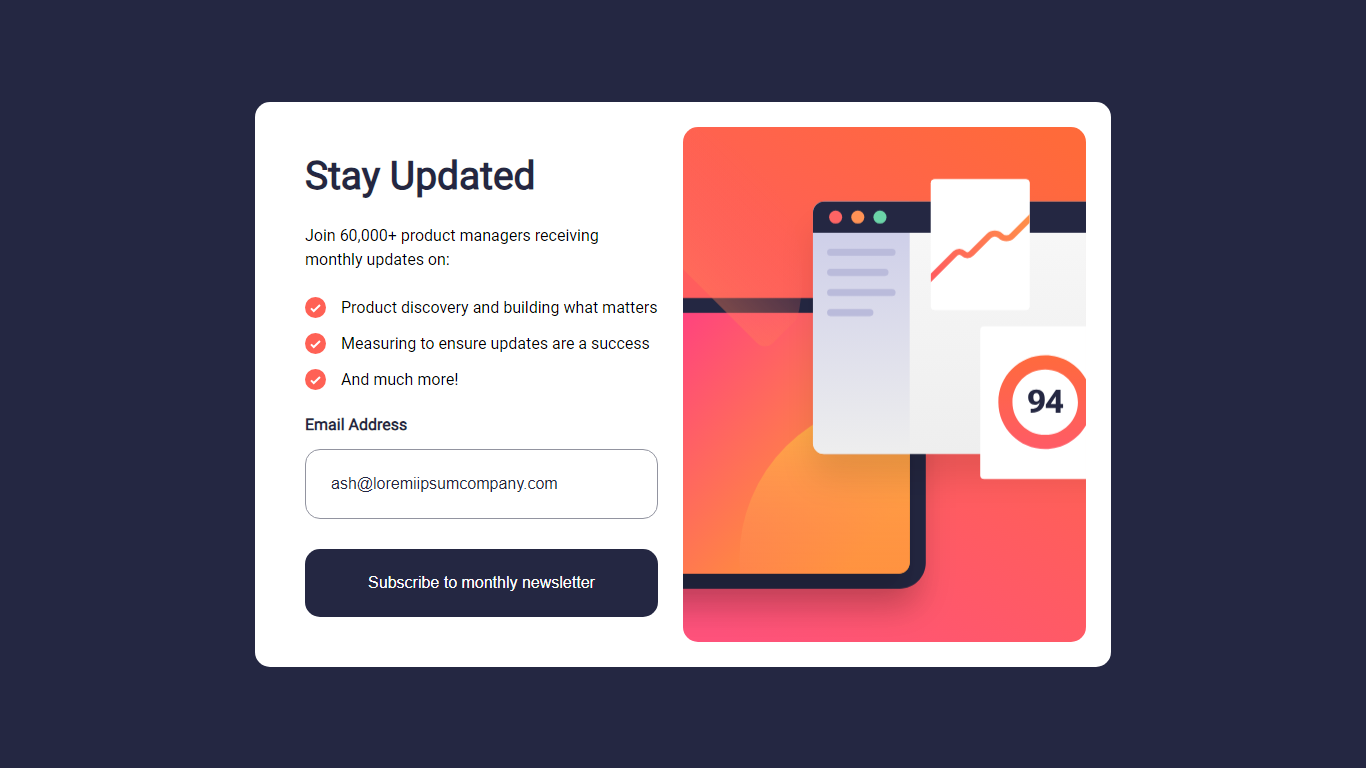 Stay Updated
Join 60,000+ product managers receiving
monthly updates on:
Product discovery and building what matters
Measuring to ensure updates are a success
And much more!
Email Address
ash@loremiipsumcompany.com
Subscribe to monthly newsletter
94